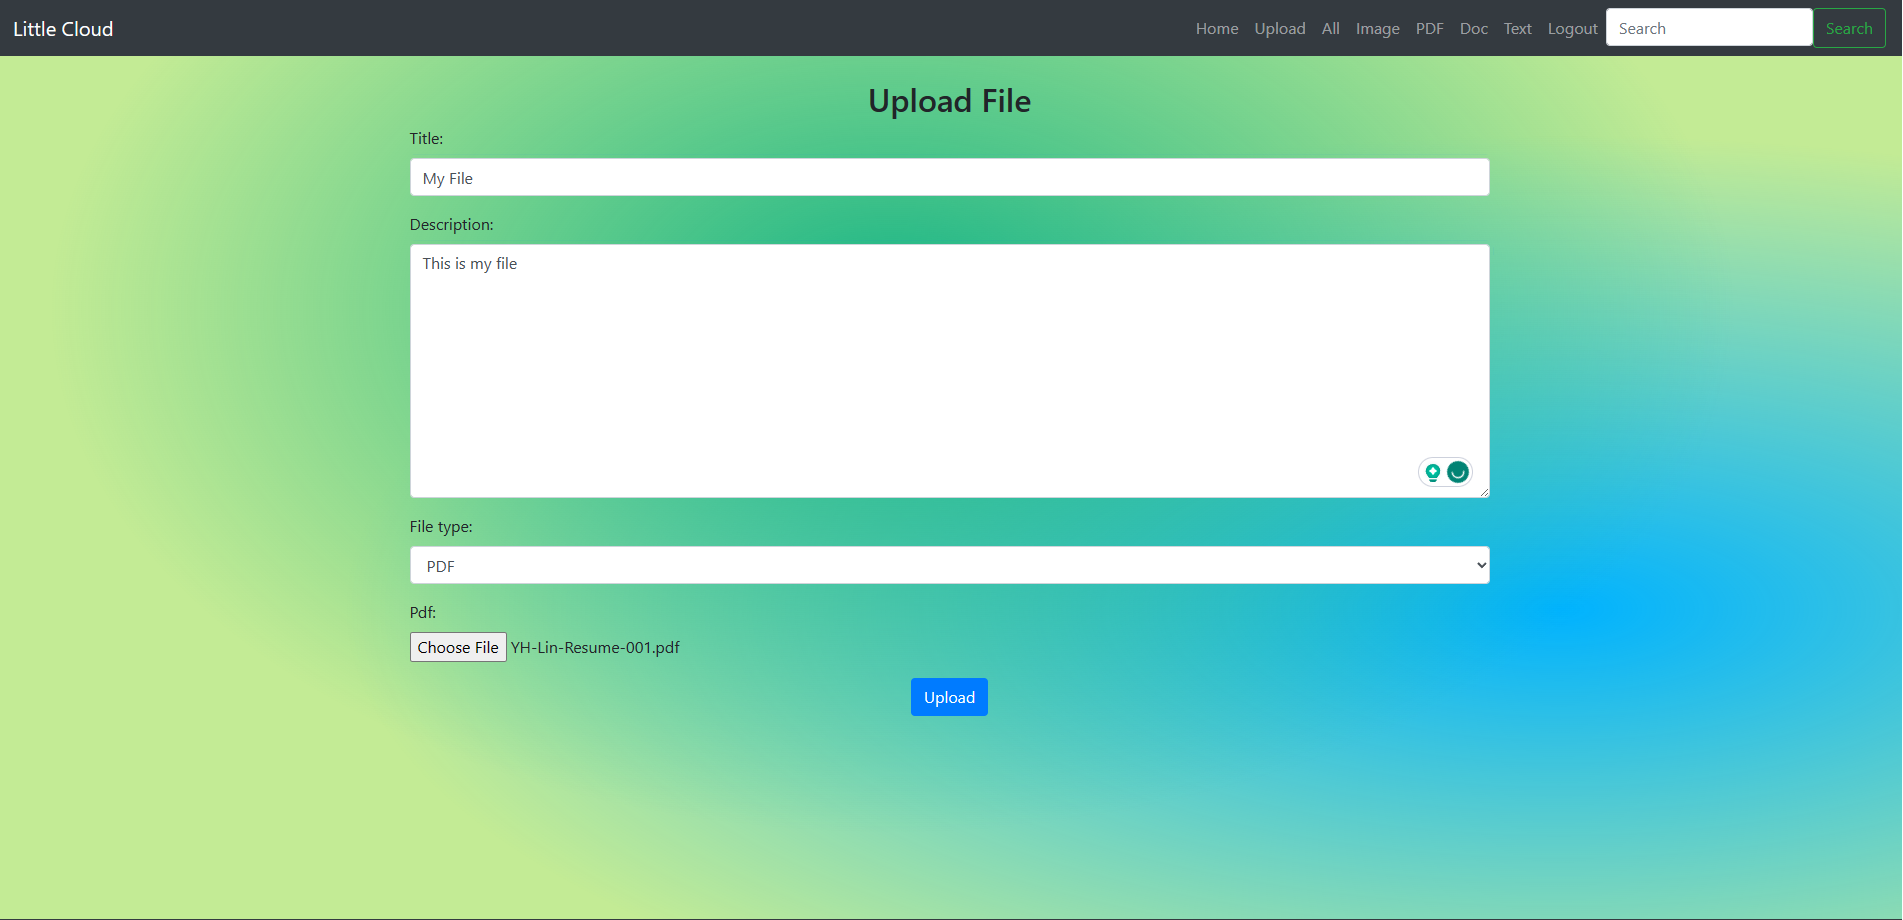 Little Cloud
Home Upload All Image PDF Doc Text Logout Search Search
Upload File
Title:
My File
Description:
This is my file
File type:
PDF
Pdf:
Choose File YH-Lin-Resume-001.pdf
Upload